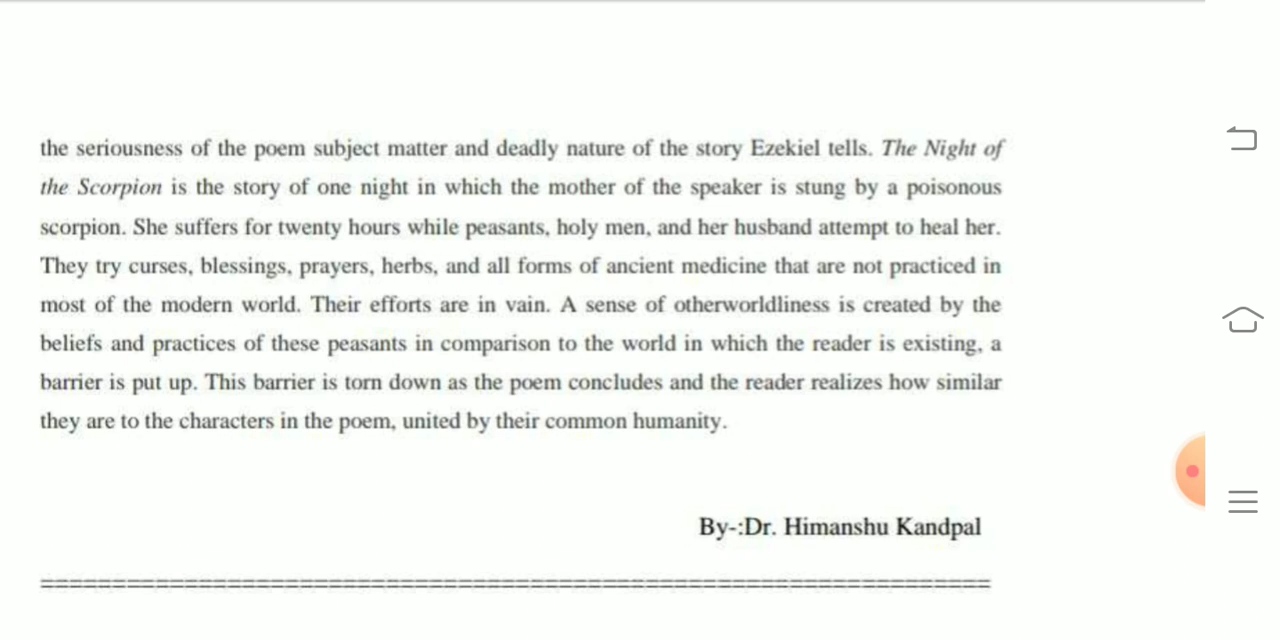 the seriousness of the poem subject matter and deadly nature of the story Ezekiel tells. The Night of
the Scorpion is the story of one night in which the mother of the speaker is stung by a poisonous
scorpion. She suffers for twenty hours while peasants, holy men, and her husband attempt to heal her.
They try curses, blessings, prayers, herbs, and all forms of ancient medicine that are not practiced in
most of the modern world. Their efforts are in vain. A sense of otherworldliness is created by the
beliefs and practices of these peasants in comparison to the world in which the reader is existing, a
barrier is put up. This barrier is torn down as the poem concludes and the reader realizes how similar
they are to the characters in the poem, united by their common humanity.
By-:Dr. Himanshu Kandpal
==================================================================